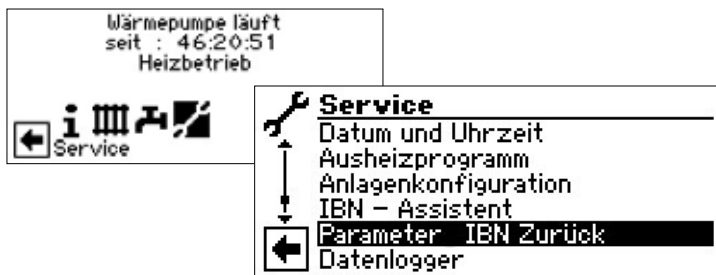 Wärmepumpe läuft
seit : 46:20:51
Heizbetrieb
Service
Service
Datum und Uhrzeit
Ausheizprogramm
Anlagenkonfiguration
IBN – Assistent
Parameter IBN Zurück
Datenlogger